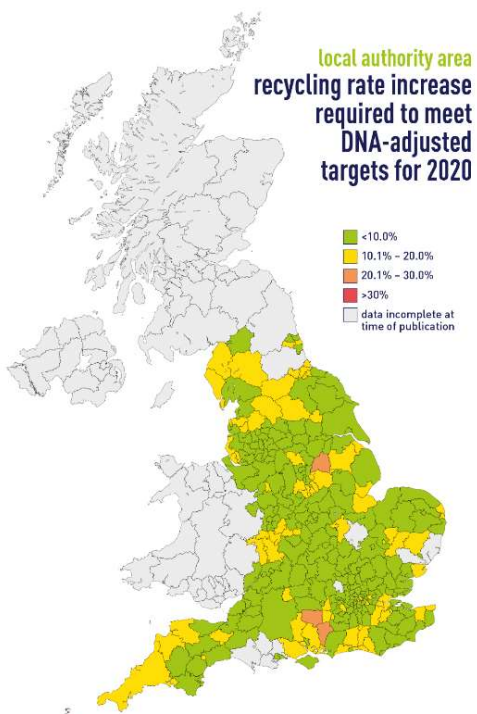 local authority area
recycling rate increase
required to meet
DNA-adjusted
targets for 2020
<10.0%
10.1% – 20.0%
20.1% – 30.0%
>30%
data incomplete at
time of publication